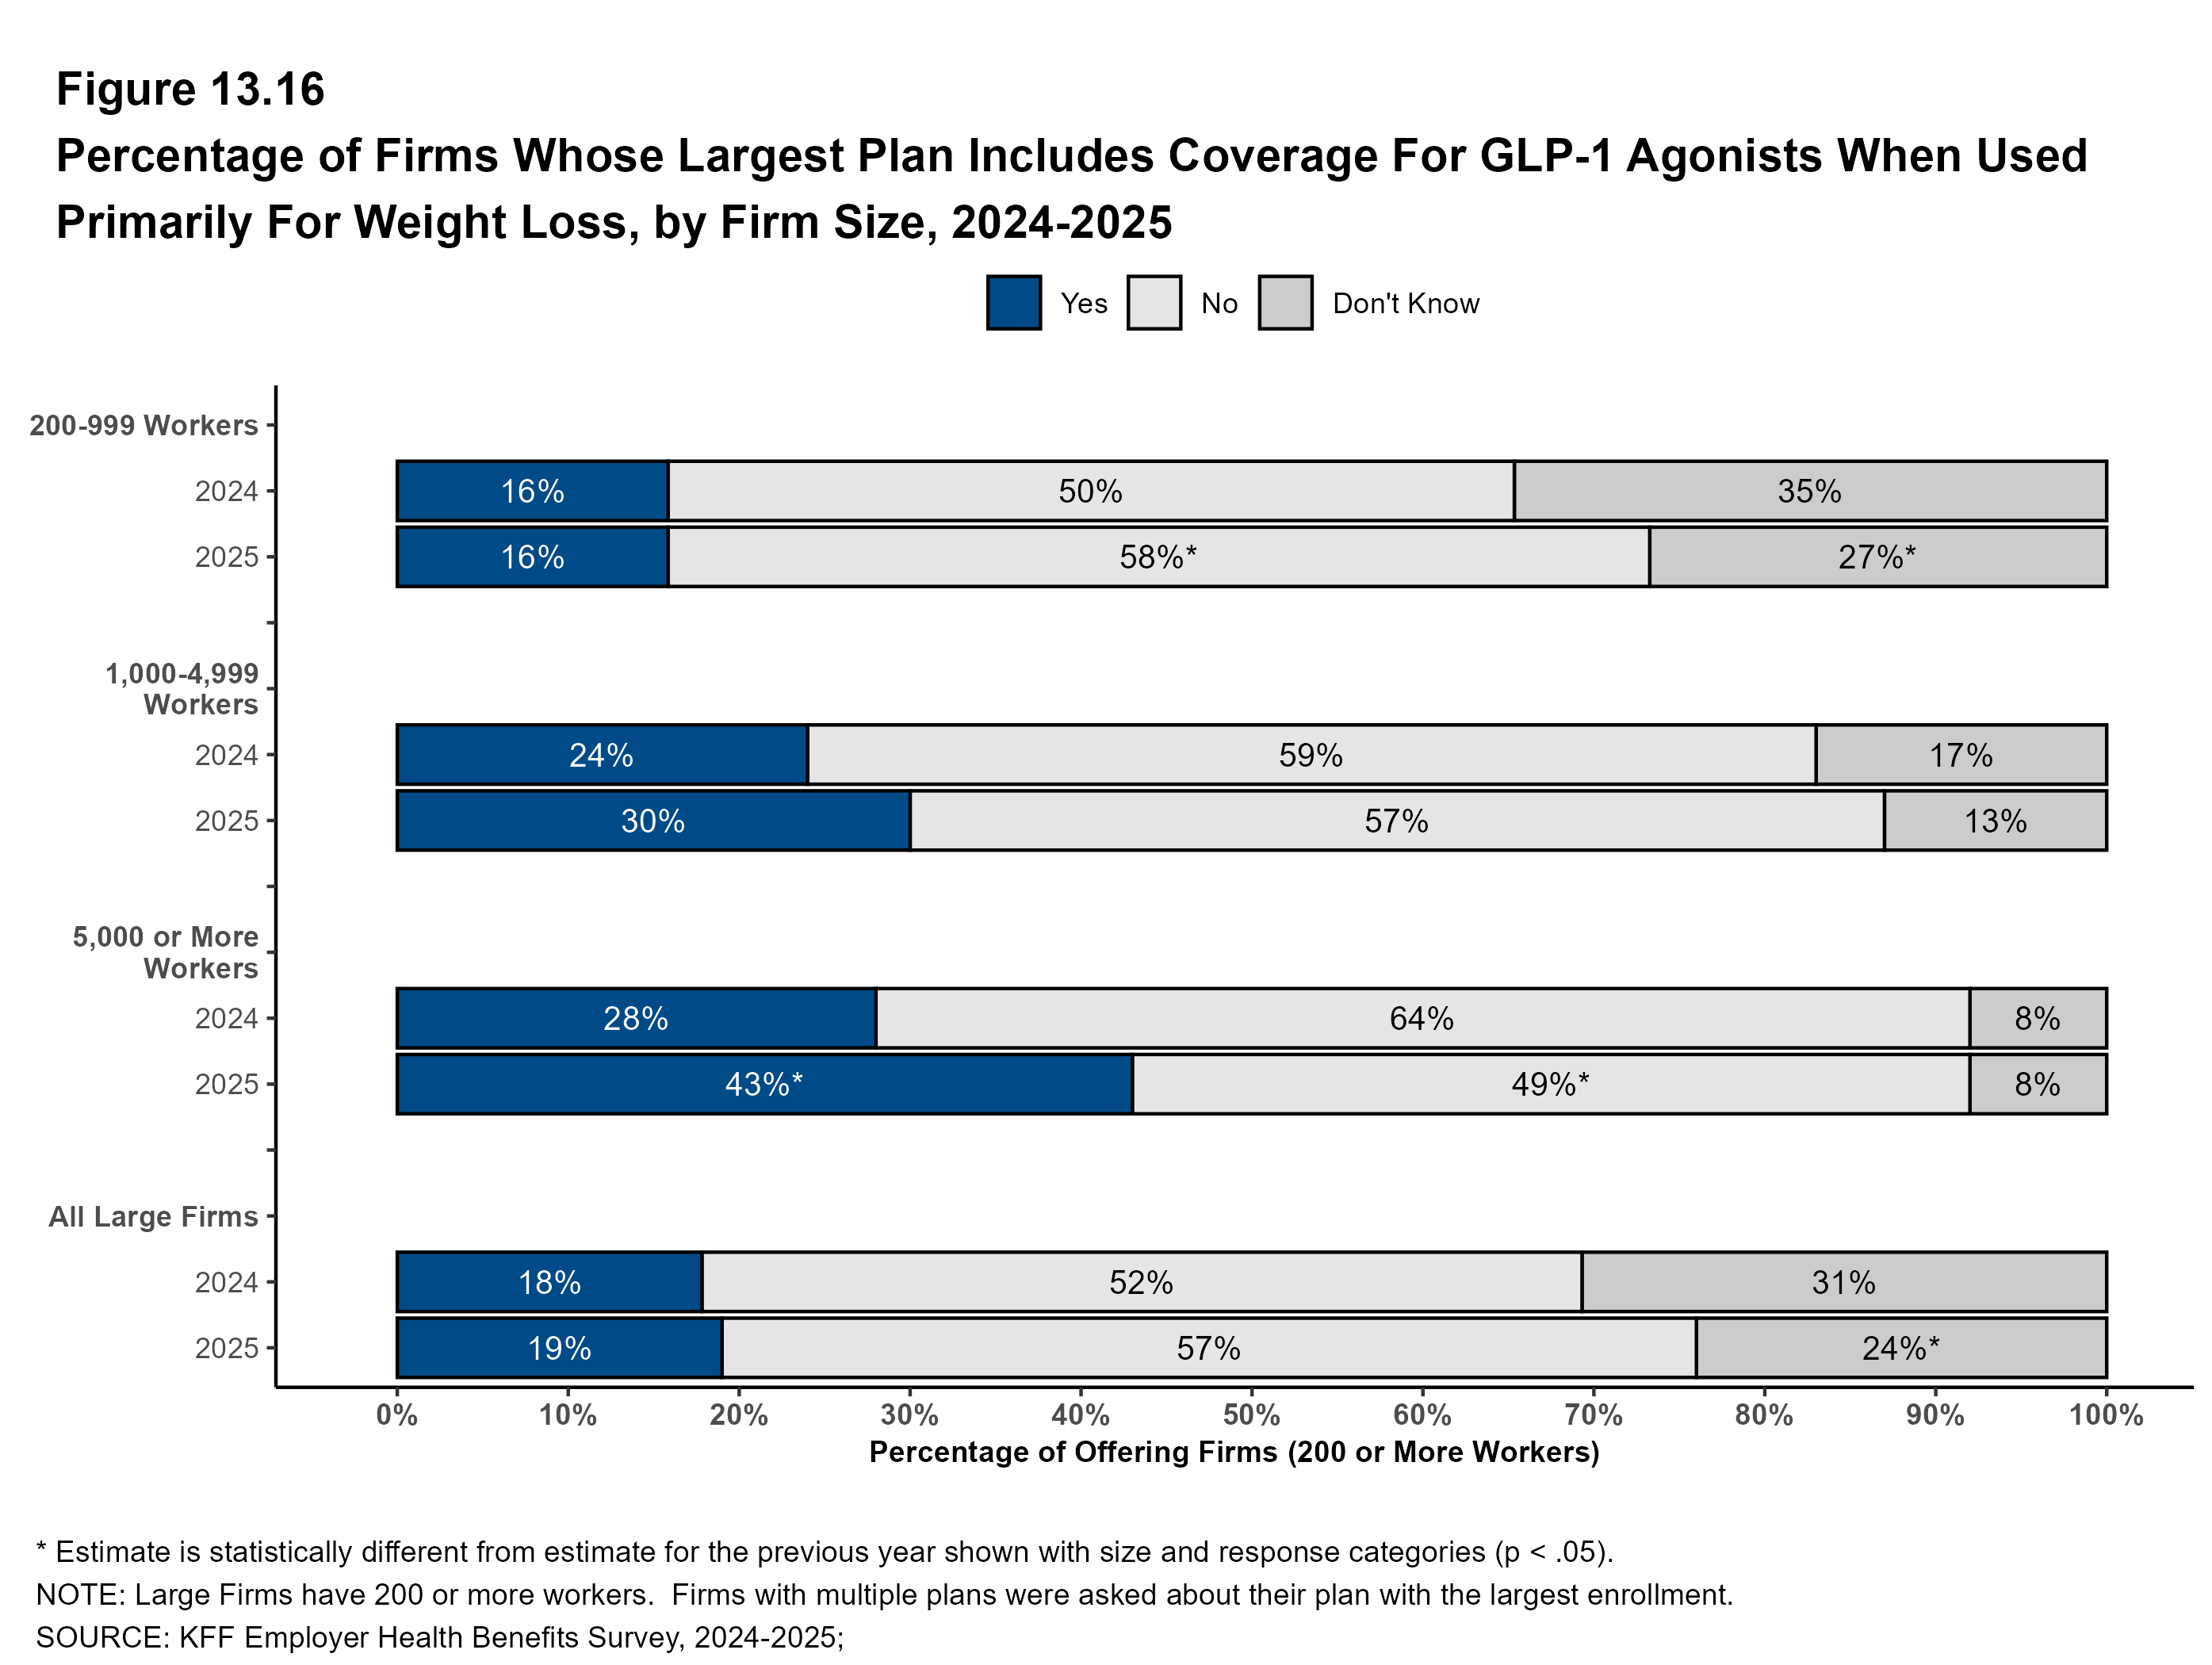 Figure 13.16
Percentage of Firms Whose Largest Plan Includes Coverage For GLP-1 Agonists When Used
Primarily For Weight Loss, by Firm Size, 2024-2025
Yes No Don't Know
200-999 Workers
2024 16% 50% 35%
2025 16% 58%* 27%*
1,000-4,999
Workers
2024 24% 59% 17%
2025 30% 57% 13%
5,000 or More
Workers
2024 28% 64% 8%
2025 43%* 49%* 8%
All Large Firms
2024 18% 52% 31%
2025 19% 57% 24%*
0% 10% 20% 30% 40% 50% 60% 70% 80% 90% 100%
Percentage of Offering Firms (200 or More Workers)
* Estimate is statistically different from estimate for the previous year shown with size and response categories (p < .05).
NOTE: Large Firms have 200 or more workers.  Firms with multiple plans were asked about their plan with the largest enrollment.
SOURCE: KFF Employer Health Benefits Survey, 2024-2025;